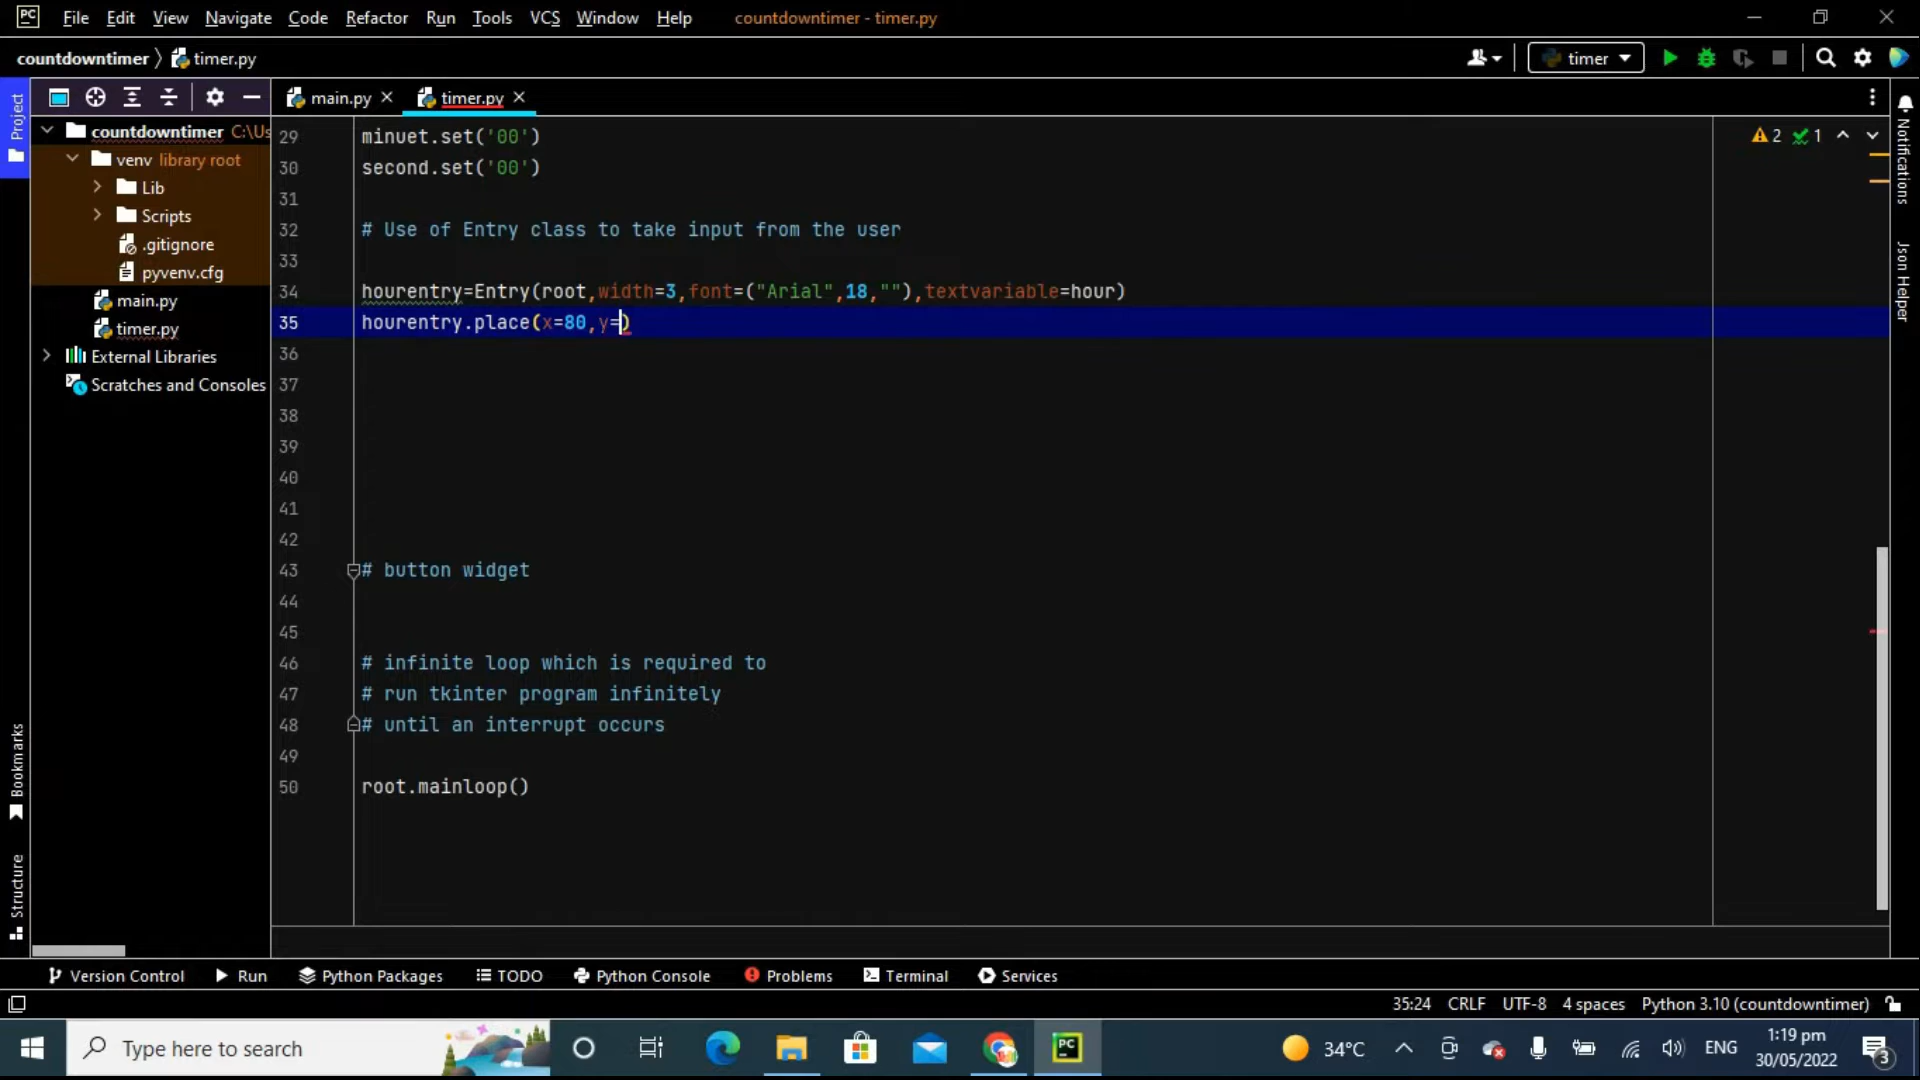 PC File Edit View Navigate Code Refactor Run Tools VCS Window Help countdowntimer - timer.py
countdowntimer timer.py timer
Project
main.py timer.py
countdowntimer C:\Us
venv library root
Lib
Scripts
.gitignore
pyvenv.cfg
main.py
timer.py
External Libraries
Scratches and Consoles
29 minuet.set('00')
30 second.set('00')
31
32 # Use of Entry class to take input from the user
33
34 hourentry=Entry(root,width=3,font=("Arial",18,""),textvariable=hour)
35 hourentry.place(x=80,y=)
36
37
38
39
40
41
42
43 # button widget
44
45
46 # infinite loop which is required to
47 # run tkinter program infinitely
48 # until an interrupt occurs
49
50 root.mainloop()
2 1
Notifications
Json Helper
Bookmarks
Structure
Version Control Run Python Packages TODO Python Console Problems Terminal Services
35:24 CRLF UTF-8 4 spaces Python 3.10 (countdowntimer)
Type here to search PC 34°C ENG 1:19 pm
30/05/2022 3